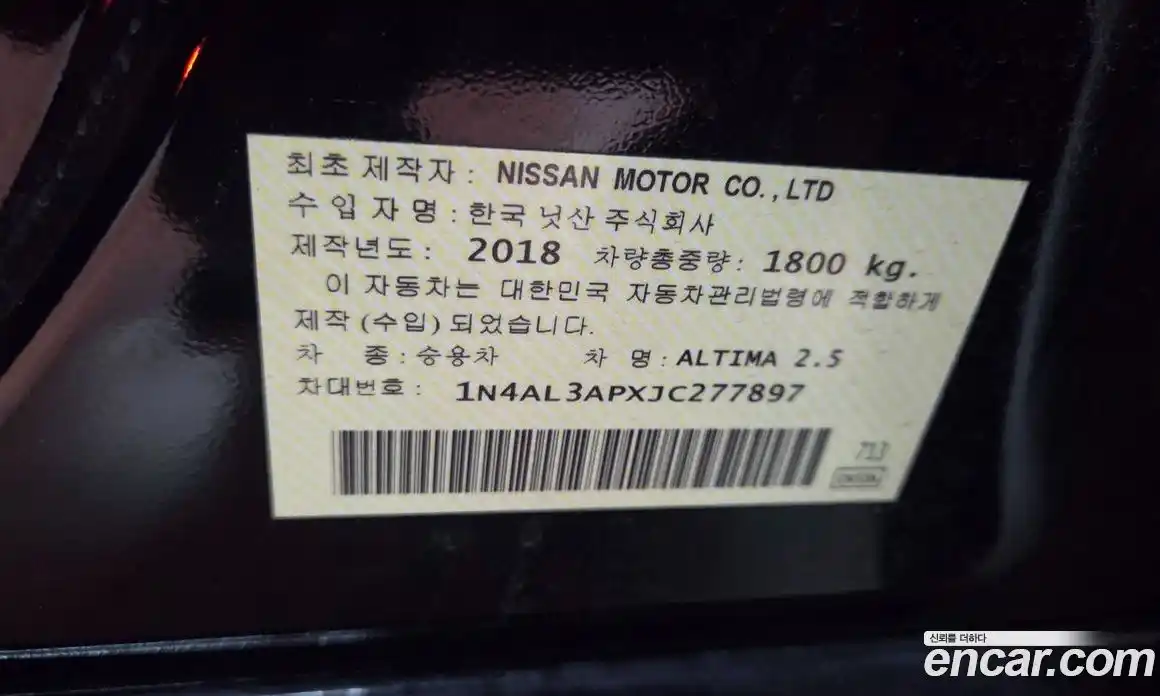 최초 제작자 : NISSAN MOTOR CO.,LTD
수 입 자 명 : 한국 닛산 주식회사
제작년도 : 2018 차량총중량 : 1800 kg.
이 자동차는 대한민국 자동차관리법령에 적합하게
제작 (수입) 되었습니다.
차 종 : 승용차 차 명 : ALTIMA 2.5
차대번호 : 1N4AL3APXJC277897
713
신뢰를 더하다
encar.com